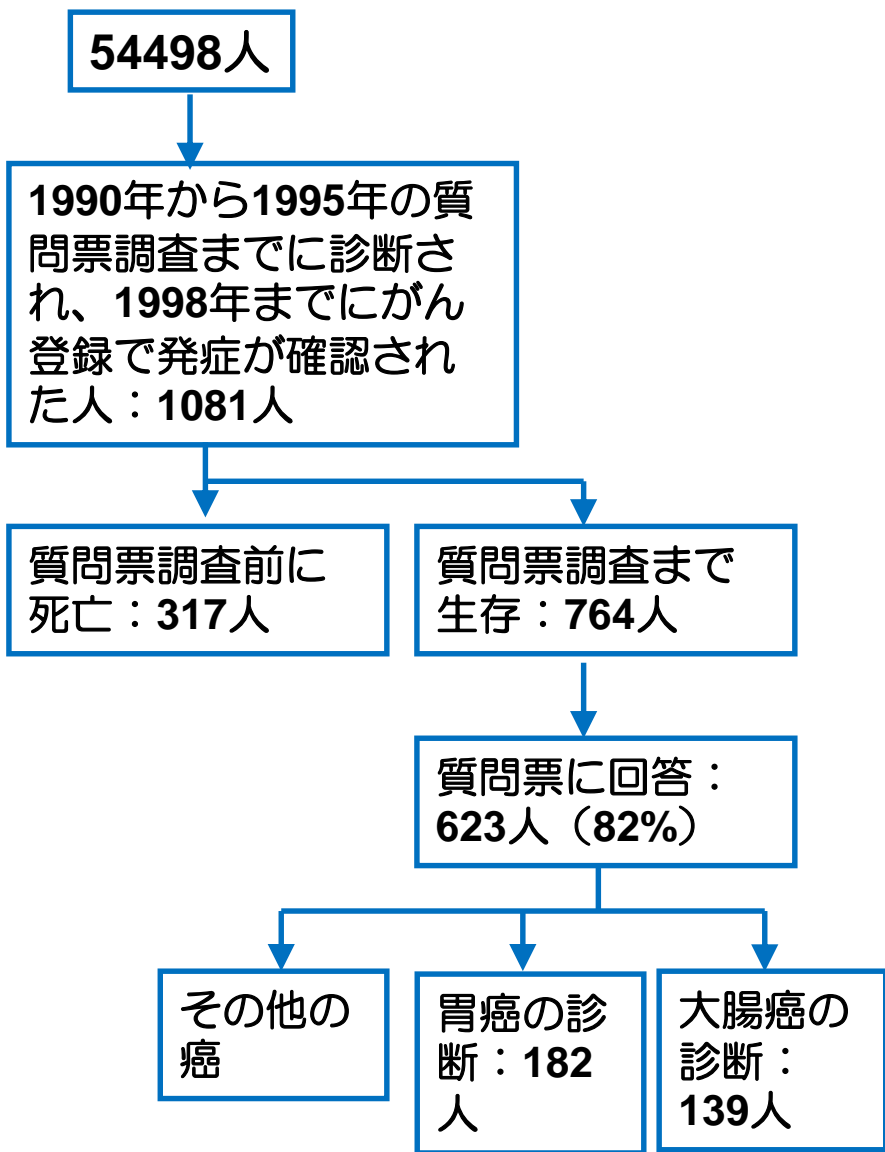 54498人
1990年から1995年の質
問票調査までに診断さ
れ、1998年までにがん
登録で発症が確認され
た人：1081人
質問票調査前に
死亡：317人
質問票調査まで
生存：764人
質問票に回答：
623人（82%）
その他の
癌
胃癌の診
断：182
人
大腸癌の
診断：
139人